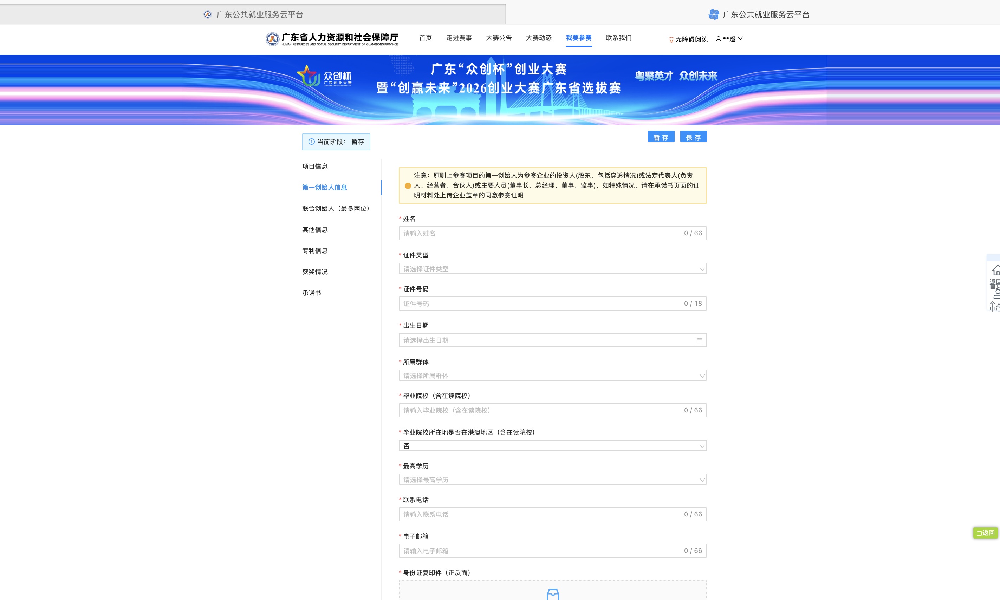 广东公共就业服务云平台
广东公共就业服务云平台
广东省人力资源和社会保障厅
HUMAN RESOURCES AND SOCIAL SECURITY DEPARTMENT OF GUANGDONG PROVINCE
首页 走进赛事 大赛公告 大赛动态 我要参赛 联系我们
无障碍阅读 **澄
众创杯
广东创业大赛
广东“众创杯”创业大赛
暨“创赢未来”2026创业大赛广东省选拔赛
粤聚英才 众创未来
当前阶段： 暂存
暂 存 保 存
项目信息
第一创始人信息
联合创始人（最多两位）
其他信息
专利信息
获奖情况
承诺书
注意：原则上参赛项目的第一创始人为参赛企业的投资人(股东，包括穿透情况)或法定代表人(负责
人、经营者、合伙人)或主要人员(董事长、总经理、董事、监事)，如特殊情况，请在承诺书页面的证
明材料处上传企业盖章的同意参赛证明
* 姓名
请输入姓名 0 / 66
* 证件类型
请选择证件类型
* 证件号码
证件号码 0 / 18
* 出生日期
请选择出生日期
* 所属群体
请选择所属群体
* 毕业院校（含在读院校）
请输入毕业院校（含在读院校） 0 / 66
* 毕业院校所在地是否在港澳地区（含在读院校）
否
* 最高学历
请选择最高学历
* 联系电话
请输入联系电话 0 / 66
* 电子邮箱
请输入电子邮箱 0 / 66
* 身份证复印件（正反面）
返回
首页
个人
中心
返回